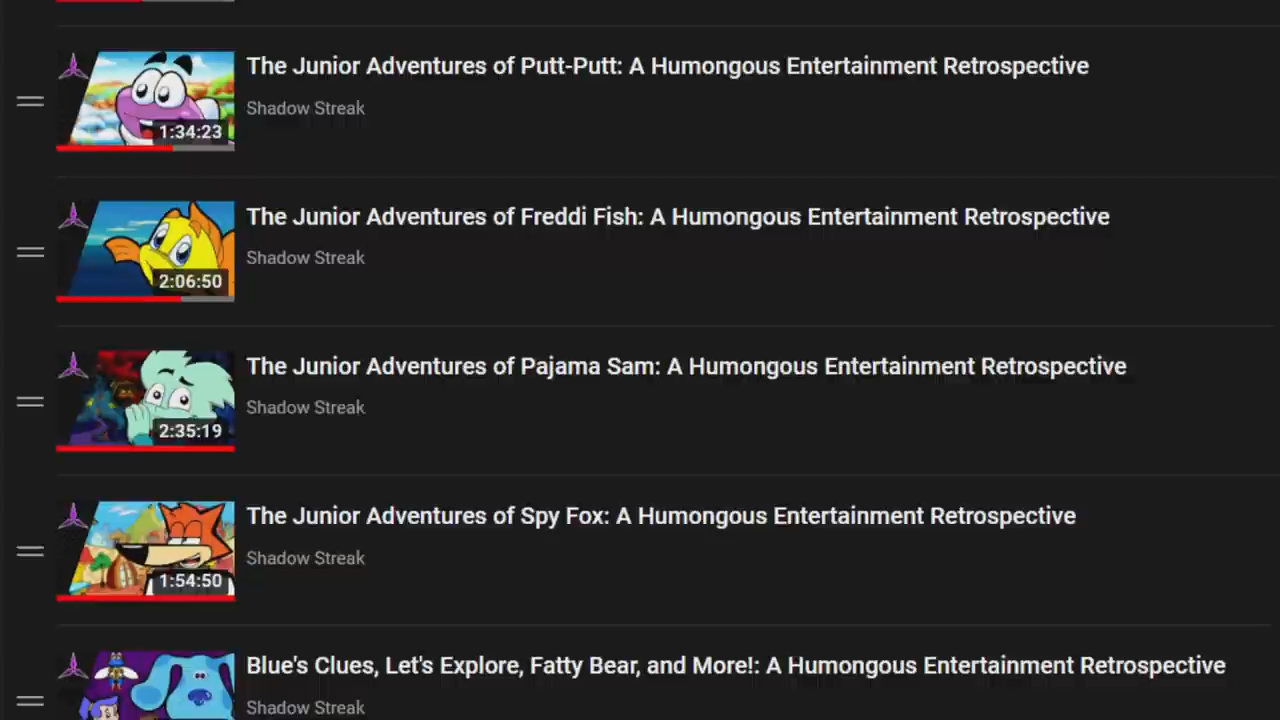 The Junior Adventures of Putt-Putt: A Humongous Entertainment Retrospective
Shadow Streak
1:34:23
The Junior Adventures of Freddi Fish: A Humongous Entertainment Retrospective
Shadow Streak
2:06:50
The Junior Adventures of Pajama Sam: A Humongous Entertainment Retrospective
Shadow Streak
2:35:19
The Junior Adventures of Spy Fox: A Humongous Entertainment Retrospective
Shadow Streak
1:54:50
Blue's Clues, Let's Explore, Fatty Bear, and More!: A Humongous Entertainment Retrospective
Shadow Streak